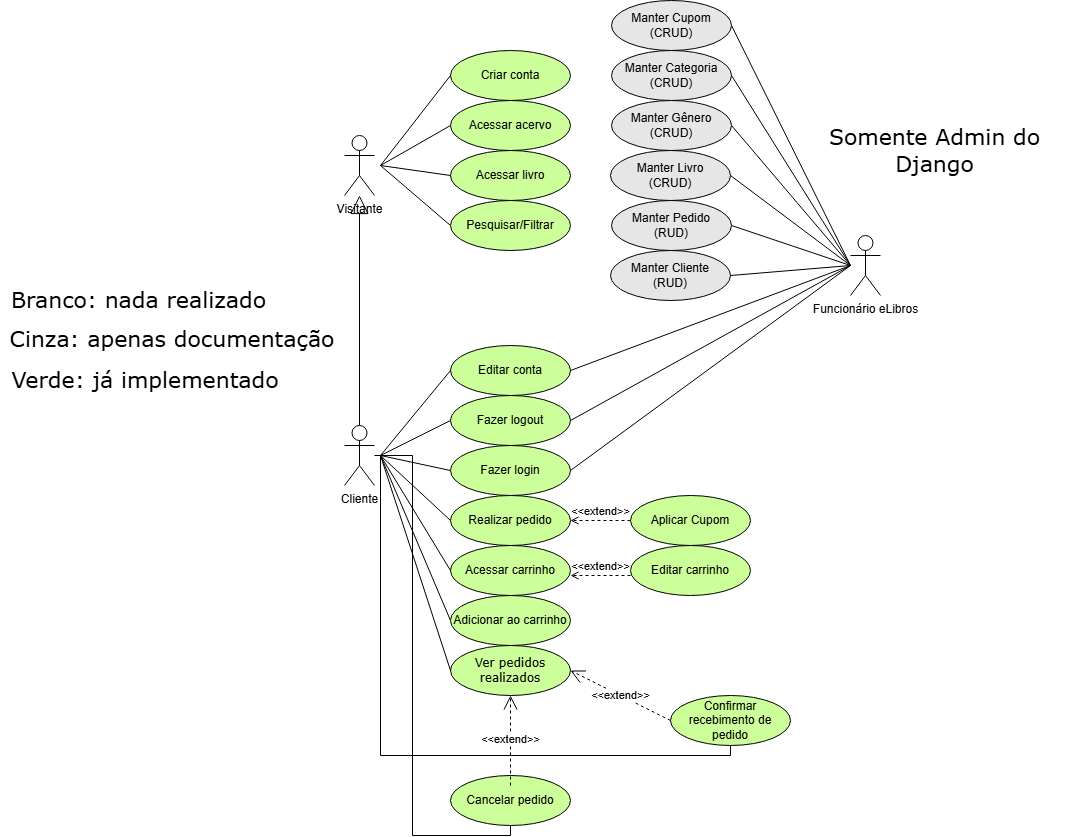 Manter Cupom
(CRUD)
Criar conta
Manter Categoria
(CRUD)
Acessar acervo
Manter Gênero
(CRUD)
Somente Admin do
Django
Acessar livro
Manter Livro
(CRUD)
Visitante
Pesquisar/Filtrar
Manter Pedido
(RUD)
Manter Cliente
(RUD)
Funcionário eLibros
Branco: nada realizado
Cinza: apenas documentação
Verde: já implementado
Editar conta
Fazer logout
Fazer login
Cliente
Realizar pedido
<<extend>>
Aplicar Cupom
Acessar carrinho
<<extend>>
Editar carrinho
Adicionar ao carrinho
Ver pedidos
realizados
<<extend>>
Confirmar
recebimento de
pedido
<<extend>>
Cancelar pedido